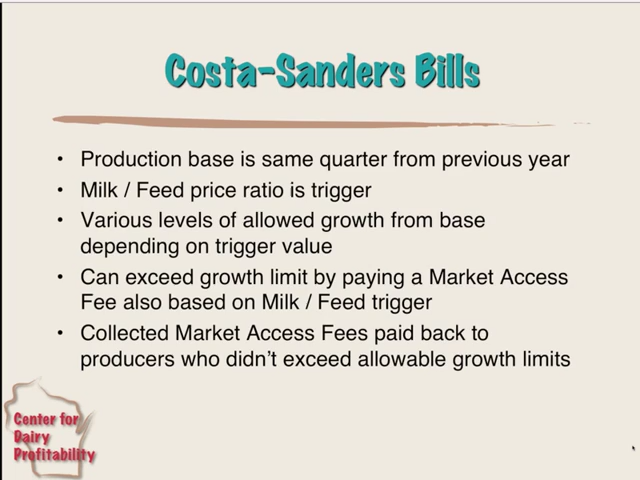 Costa-Sanders Bills
• Production base is same quarter from previous year
• Milk / Feed price ratio is trigger
• Various levels of allowed growth from base
depending on trigger value
• Can exceed growth limit by paying a Market Access
Fee also based on Milk / Feed trigger
• Collected Market Access Fees paid back to
producers who didn't exceed allowable growth limits
Center for
Dairy
Profitability